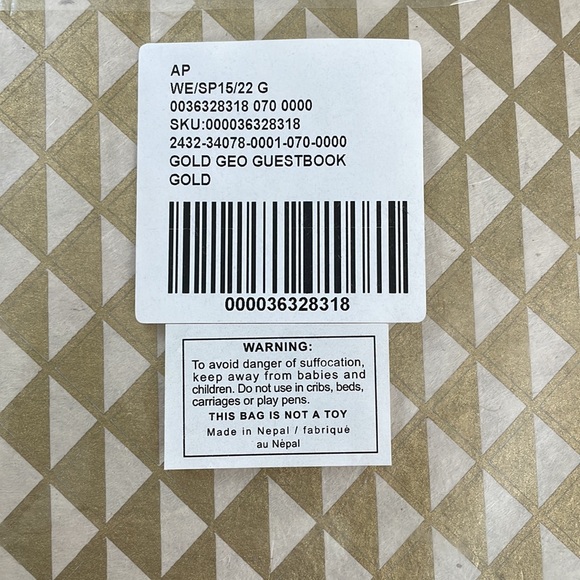 AP
WE/SP15/22 G
0036328318 070 0000
SKU:000036328318
2432-34078-0001-070-0000
GOLD GEO GUESTBOOK
GOLD
000036328318
WARNING:
To avoid danger of suffocation,
keep away from babies and
children. Do not use in cribs, beds,
carriages or play pens.
THIS BAG IS NOT A TOY
Made in Nepal / fabriqué
au Nèpal